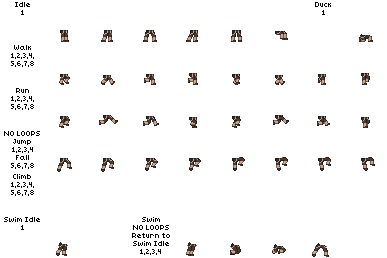 Idle
1
Duck
1
Walk
1,2,3,4,
5,6,7,8
Run
1,2,3,4,
5,6,7,8
NO LOOPS
Jump
1,2,3,4
Fall
5,6,7,8
Climb
1,2,3,4,
5,6,7,8
Swim Idle
1
Swim
NO LOOPS
Return to
Swim Idle
1,2,3,4